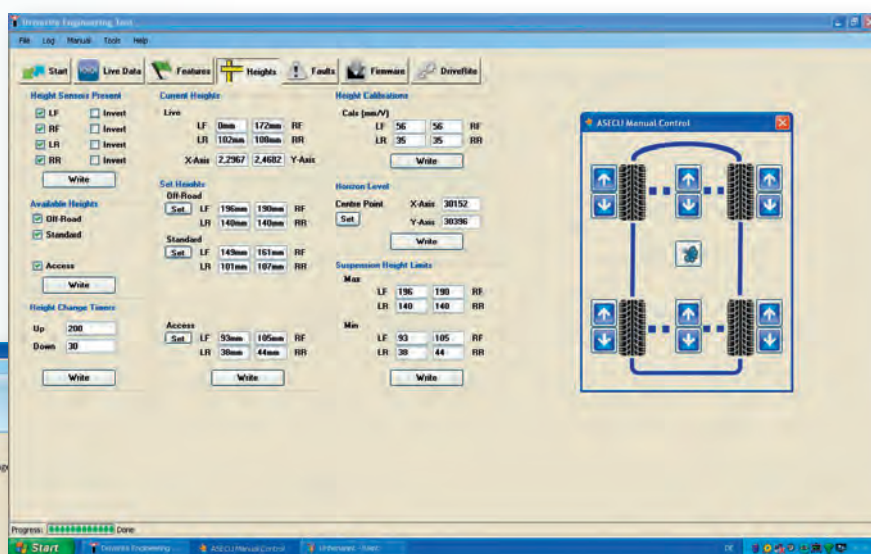 Driverite Engineering Tool
File Log Manual Tools Help
Start Live Data Features Heights Faults Firmware DriveRite
Height Sensors Present
LF Invert
RF Invert
LR Invert
RR Invert
Write
Available Heights
Off-Road
Standard
Access
Write
Height Change Timers
Up 200
Down 30
Write
Current Heights
Live
LF 0mm 172mm RF
LR 102mm 108mm RR
X-Axis 2,2967 2,4682 Y-Axis
Set Heights
Off-Road
Set LF 196mm 190mm RF
LR 140mm 140mm RR
Standard
Set LF 149mm 161mm RF
LR 101mm 107mm RR
Access
Set LF 93mm 105mm RF
LR 38mm 44mm RR
Write
Height Calibrations
Cals (mm/V)
LF 56 56 RF
LR 35 35 RR
Write
Horizon Level
Centre Point X-Axis 30152
Set Y-Axis 30396
Write
Suspension Height Limits
Max
LF 196 190 RF
LR 140 140 RR
Min
LF 93 105 RF
LR 38 44 RR
Write
ASECU Manual Control
Progress: Done
Start Driverite Engineering ... ASECU Manual Control
DE